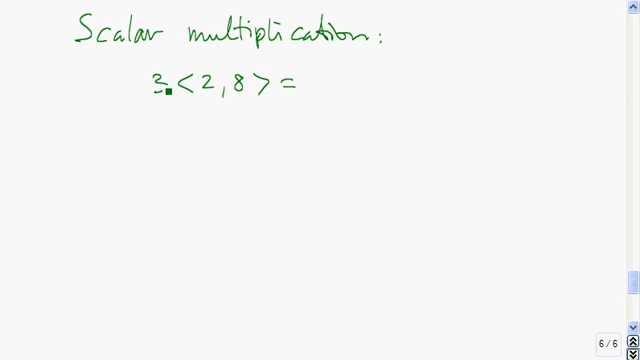 Scalar multiplication:
3 < 2, 8 > =
6 / 6